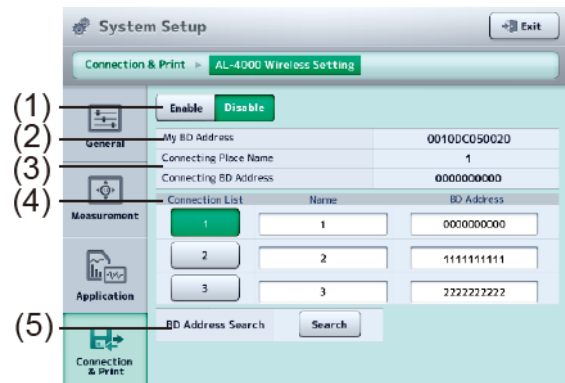 System Setup
Exit
Connection & Print ▶ AL-4000 Wireless Setting
(1)
Enable Disable
(2)
My BD Address 00100C050020
General
(3)
Connecting Place Name 1
Connecting BD Address 0000000000
(4)
Connection List Name BD Address
Measurement
1 1 0000000000
2 2 1111111111
3 3 2222222222
Application
(5)
BD Address Search Search
Connection
& Print